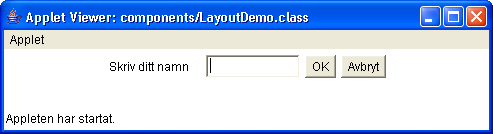 Applet Viewer: components/LayoutDemo.class
Applet
Skriv ditt namn OK Avbryt
Appleten har startat.